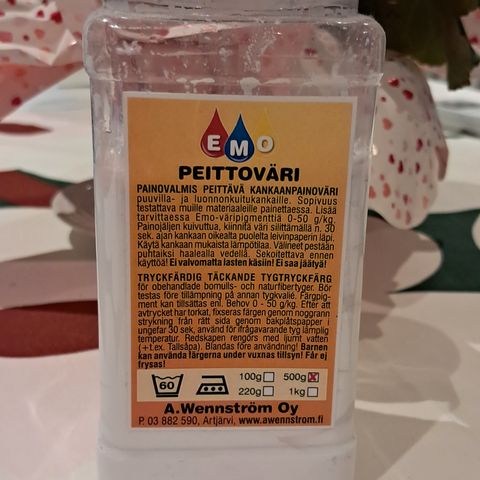 EMO
PEITTOVÄRI
PAINOVALMIS PEITTÄVÄ KANKAANPAINOVÄRI
puuvilla- ja luonnonkuitukankaille. Sopivuus
testattava muille materiaaleille painettaessa. Lisää
tarvittaessa Emo-väripigmenttiä 0-50 g/kg.
Painojäljen kuivuttua, kiinnitä väri silittämällä n. 30
sek. ajan kankaan oikealta puolelta leivinpaperin läpi.
Käytä kankaan mukaista lämpötilaa. Välineet pestään
puhtaiksi haalealla vedellä. Sekoitettava ennen
käyttöä! Ei valvomatta lasten käsiin! Ei saa jäätyä!
TRYCKFÄRDIG TÄCKANDE TYGTRYCKFÄRG
för obehandlade bomulls- och naturfibertyger. Bör
testas före tillämpning på annan tygkvalié. Färgpig-
ment kan tillsättas enl. Behov 0 - 50 g/kg. Efter att
avtrycket har torkat, fixseras färgen genom noggrann
strykning från rätt sida genom bakplåtspapper i
ungefär 30 sek, använd för ifrågavarande tyg lämplig
temperatur. Redskapen rengörs med ljumt vatten
(+t.ex. Tallsåpa). Blandas före användning! Barnen
kan använda färgerna under vuxnas tillsyn! Får ej
frysas!
60
100g 500g
220g 1kg
A.Wennström Oy
P. 03 882 590, Artjärvi, www.awennstrom.fi